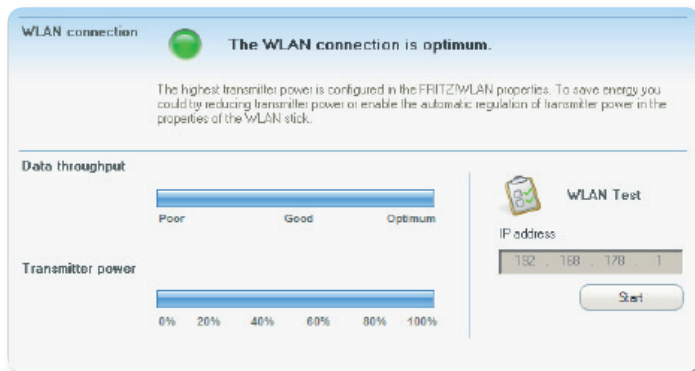 WLAN connection
The WLAN connection is optimum.
The highest transmitter power is configured in the FRITZ!WLAN properties. To save energy you
could by reducing transmitter power or enable the automatic regulation of transmitter power in the
properties of the WLAN stick.
Data throughput
Poor Good Optimum
WLAN Test
IP address
192 . 168 . 178 . 1
Start
Transmitter power
0% 20% 40% 60% 80% 100%